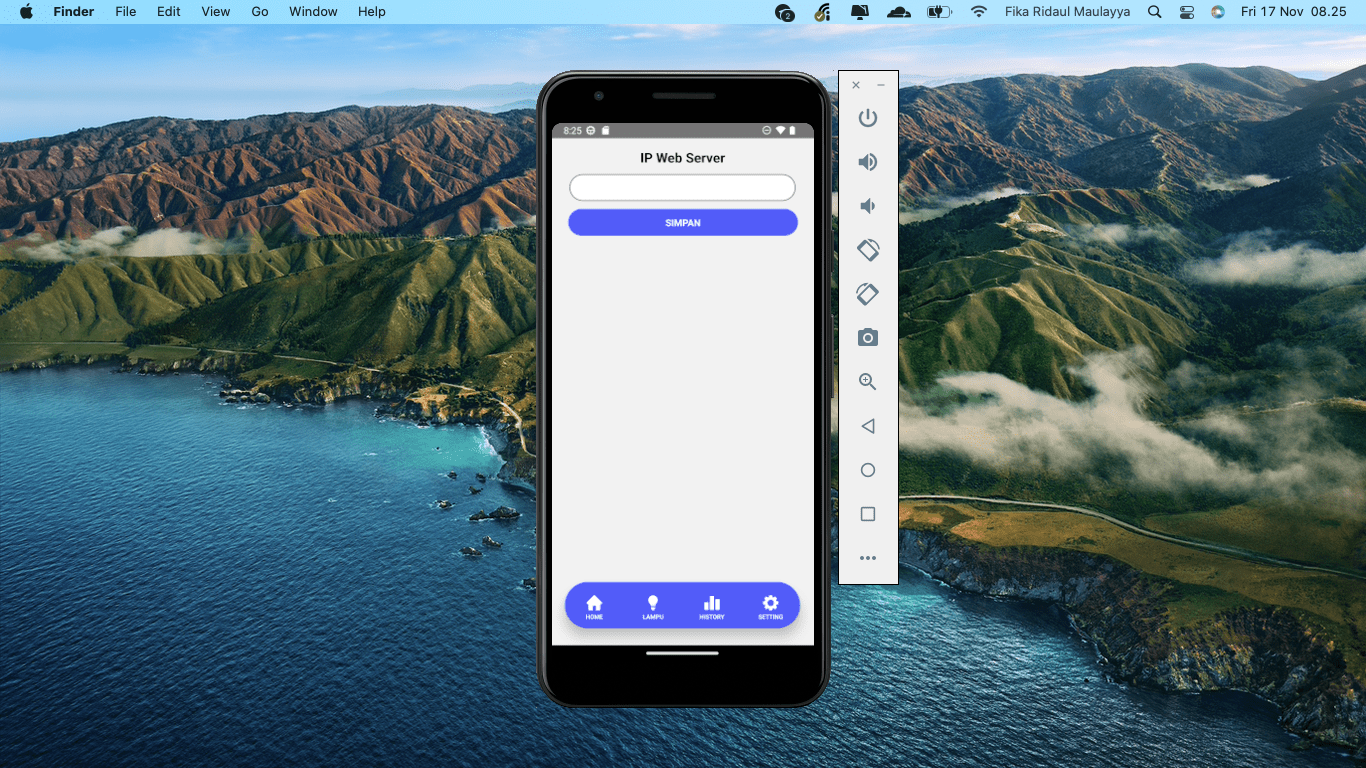 Finder File Edit View Go Window Help 2 Fika Ridaul Maulayya Fri 17 Nov 08.25
8:25
IP Web Server
SIMPAN
HOME LAMPU HISTORY SETTING